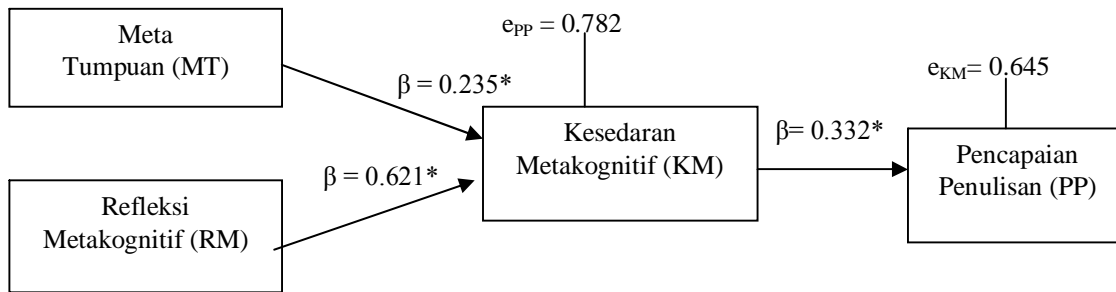 Meta
Tumpuan (MT)
e_PP = 0.782
e_KM= 0.645
β = 0.235*
Kesedaran
Metakognitif (KM)
β= 0.332*
Pencapaian
Penulisan (PP)
β = 0.621*
Refleksi
Metakognitif (RM)